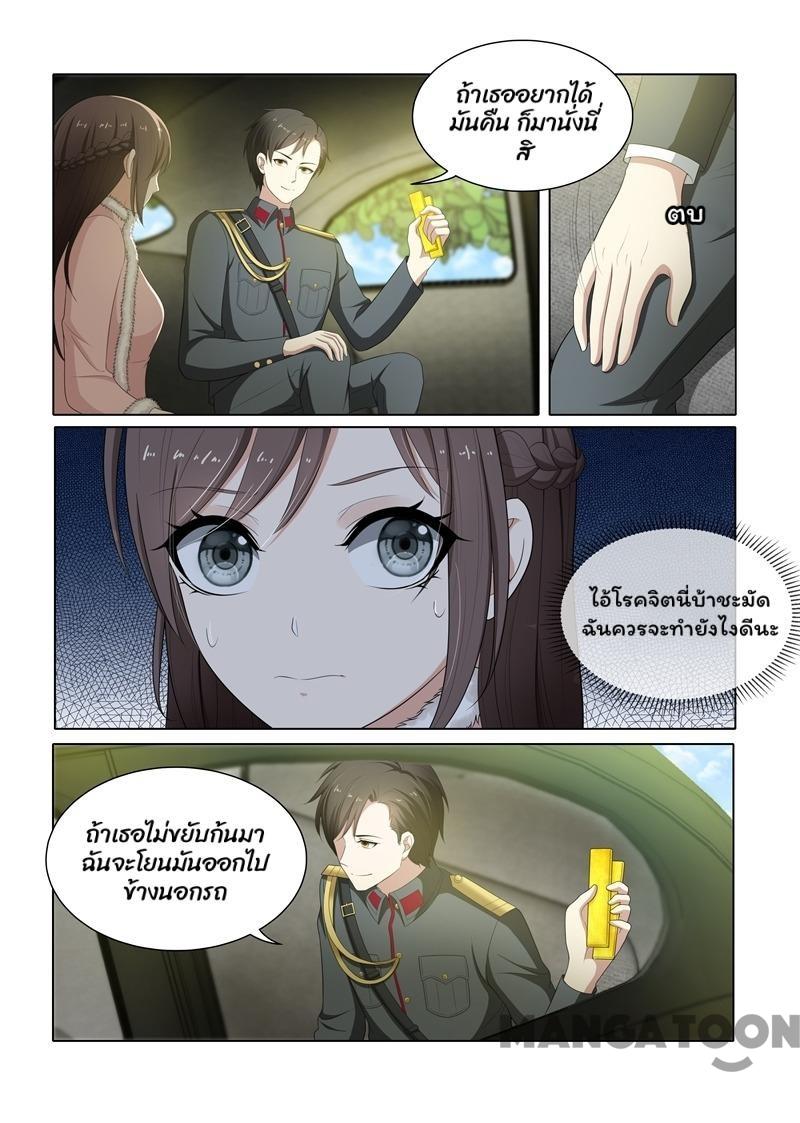 ถ้าเธออยากได้
มันคืน ก็มานั่งนี่
สิ
ตบ
ไอ้โรคจิตนี่บ้าชะมัด
ฉันควรจะทำยังไงดีนะ
ถ้าเธอไม่ขยับก้นมา
ฉันจะโยนมันออกไป
ข้างนอกรถ
MANGATOON